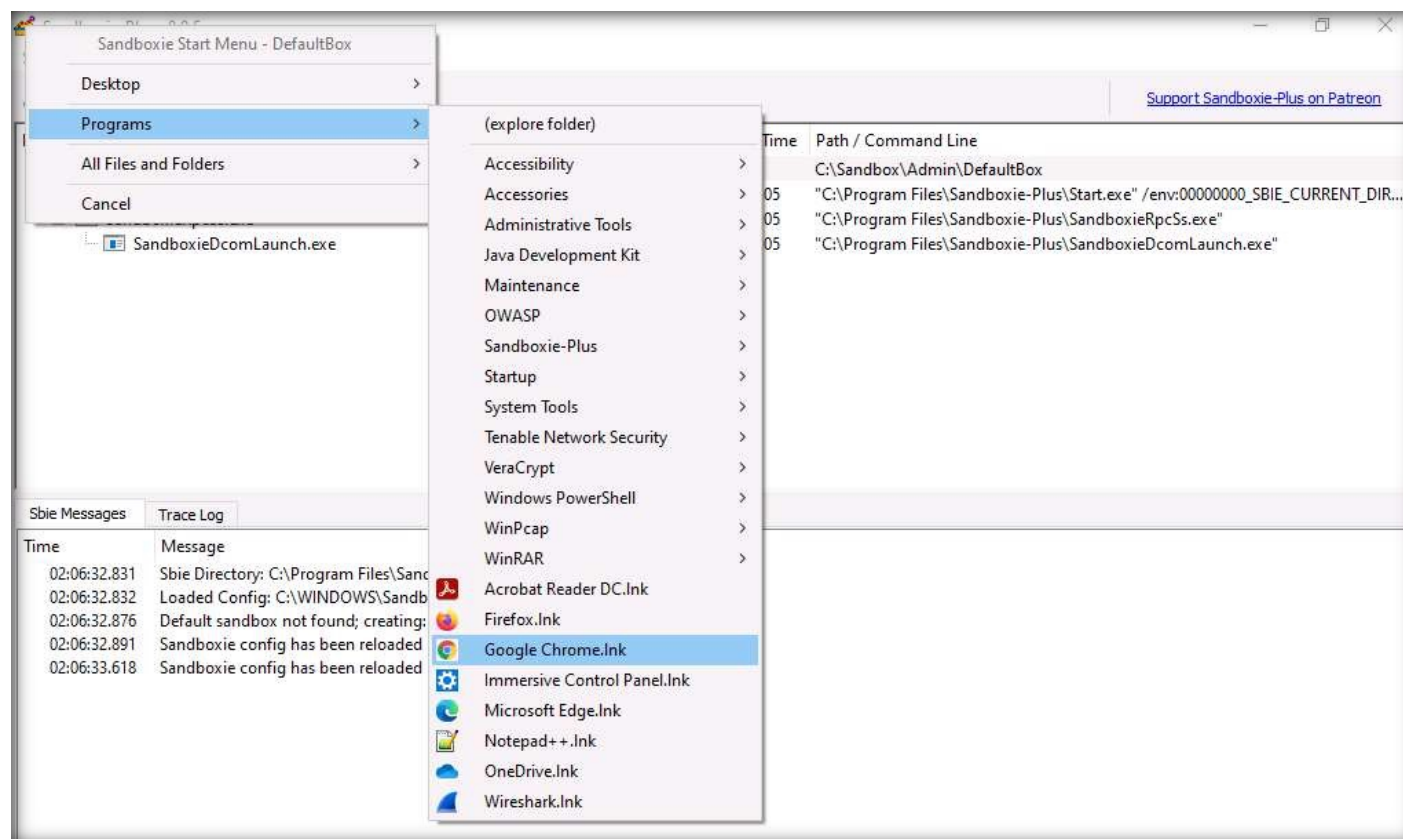 Sandboxie Start Menu - DefaultBox
Desktop
Programs
All Files and Folders
Cancel
Support Sandboxie-Plus on Patreon
(explore folder)
Accessibility
Accessories
Administrative Tools
Java Development Kit
Maintenance
OWASP
Sandboxie-Plus
Startup
System Tools
Tenable Network Security
VeraCrypt
Windows PowerShell
WinPcap
WinRAR
Acrobat Reader DC.lnk
Firefox.lnk
Google Chrome.lnk
Immersive Control Panel.lnk
Microsoft Edge.lnk
Notepad++.lnk
OneDrive.lnk
Wireshark.lnk
Time Path / Command Line
C:\Sandbox\Admin\DefaultBox
05 "C:\Program Files\Sandboxie-Plus\Start.exe" /env:00000000_SBIE_CURRENT_DIR...
05 "C:\Program Files\Sandboxie-Plus\SandboxieRpcSs.exe"
SandboxieDcomLaunch.exe 05 "C:\Program Files\Sandboxie-Plus\SandboxieDcomLaunch.exe"
Sbie Messages Trace Log
Time Message
02:06:32.831 Sbie Directory: C:\Program Files\Sand
02:06:32.832 Loaded Config: C:\WINDOWS\Sandb
02:06:32.876 Default sandbox not found; creating:
02:06:32.891 Sandboxie config has been reloaded
02:06:33.618 Sandboxie config has been reloaded